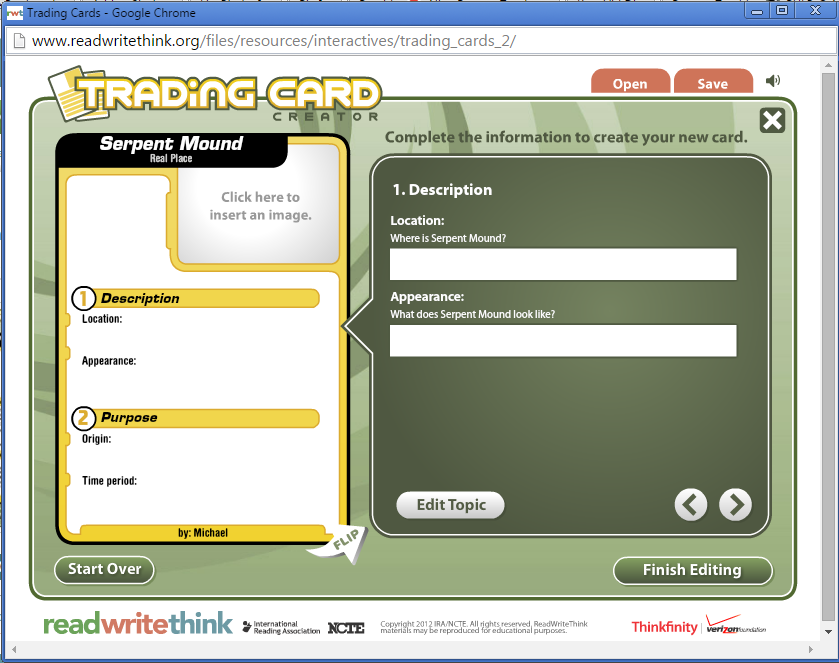 Trading Cards - Google Chrome
www.readwritethink.org/files/resources/interactives/trading_cards_2/
TRADING CARD
CREATOR
Open
Save
Serpent Mound
Real Place
Click here to
insert an image.
1 Description
Location:
Appearance:
2 Purpose
Origin:
Time period:
by: Michael
FLIP
Complete the information to create your new card.
1. Description
Location:
Where is Serpent Mound?
Appearance:
What does Serpent Mound look like?
Edit Topic
Start Over
Finish Editing
readwritethink
International
Reading Association
NCTE
Copyright 2012 IRA/NCTE. All rights reserved. ReadWriteThink
materials may be reproduced for educational purposes.
Thinkfinity
verizon foundation